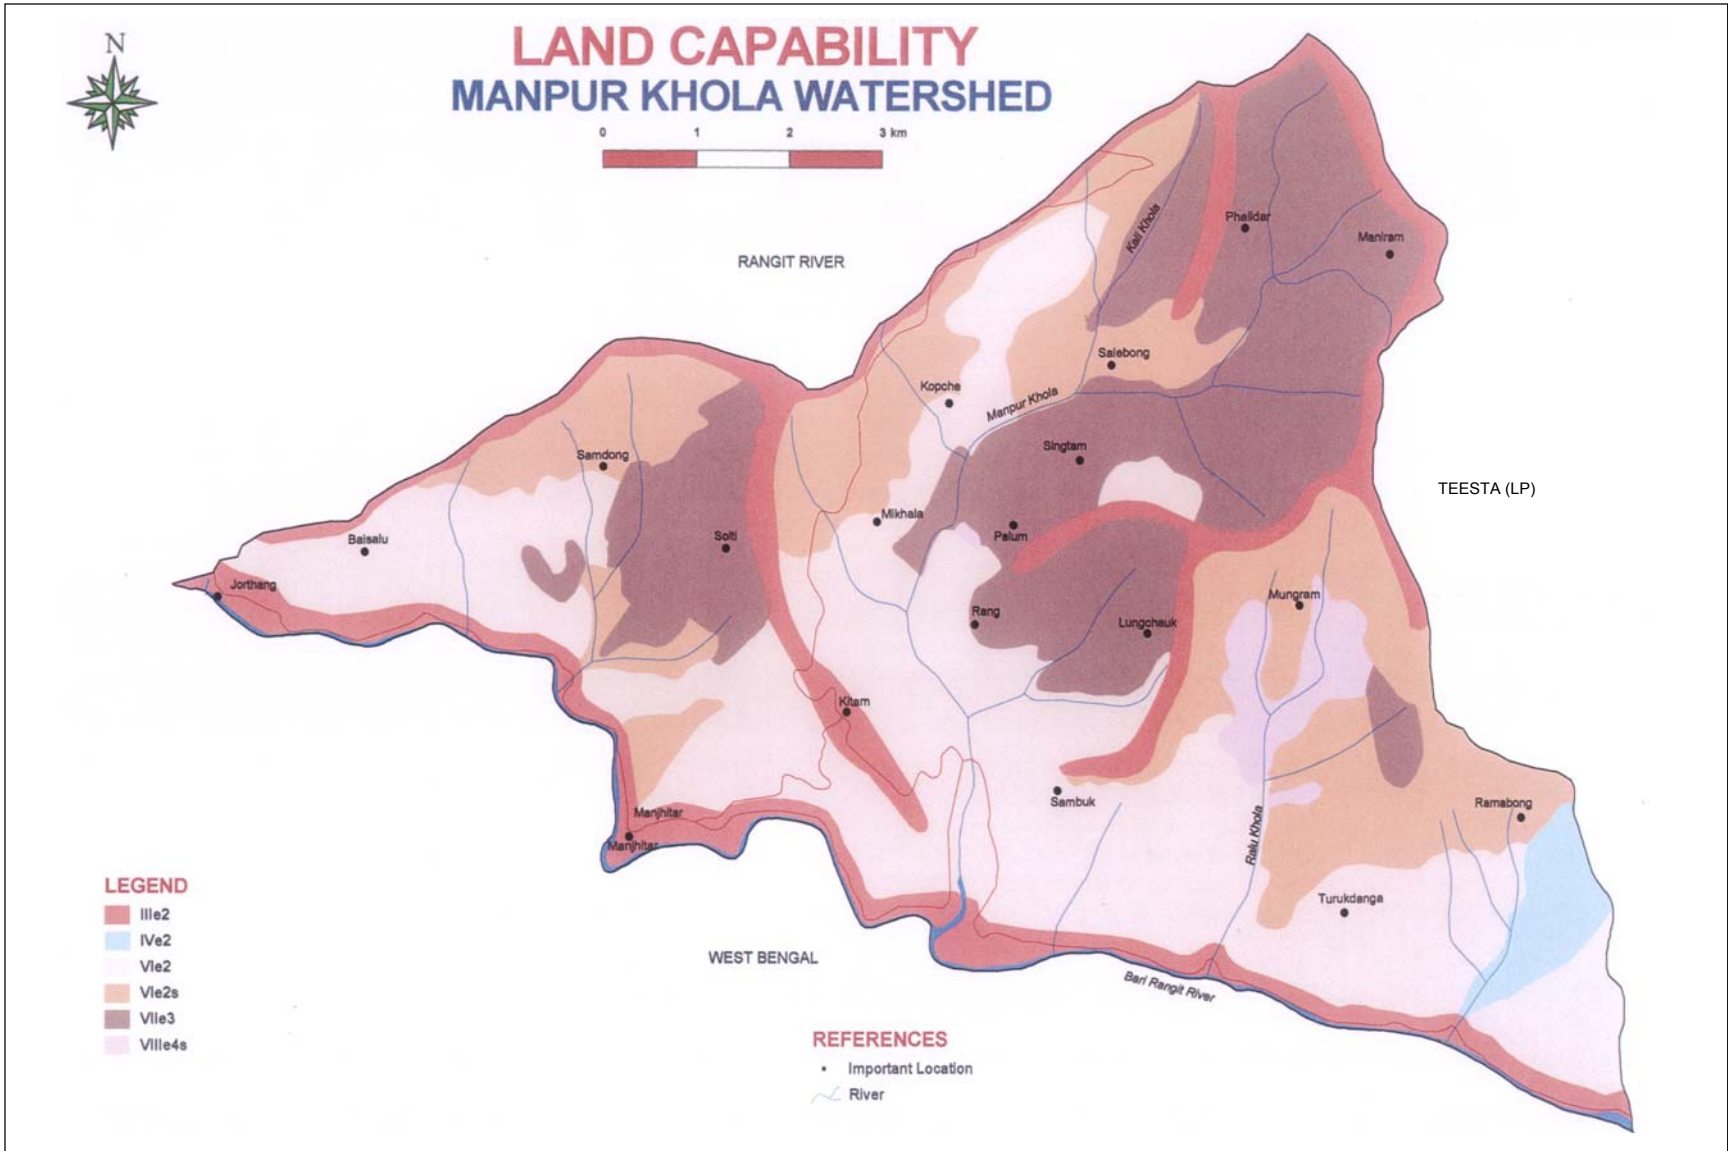 N
LAND CAPABILITY
MANPUR KHOLA WATERSHED
0 1 2 3 km
RANGIT RIVER
Kali Khola
Phalidar
Maniram
Salebong
Kopche
Manpur Khola
Singtam
Samdong
TEESTA (LP)
Mikhala
Palum
Solti
Baisalu
Jorthang
Mungram
Rang
Lungchauk
Kitam
Sambuk
Ramabong
Manjhitar
Manjhitar
Ralu Khola
Turukdanga
WEST BENGAL
Bari Rangit River
LEGEND
IIIe2
IVe2
VIe2
VIe2s
VIIe3
VIIIe4s
REFERENCES
Important Location
River